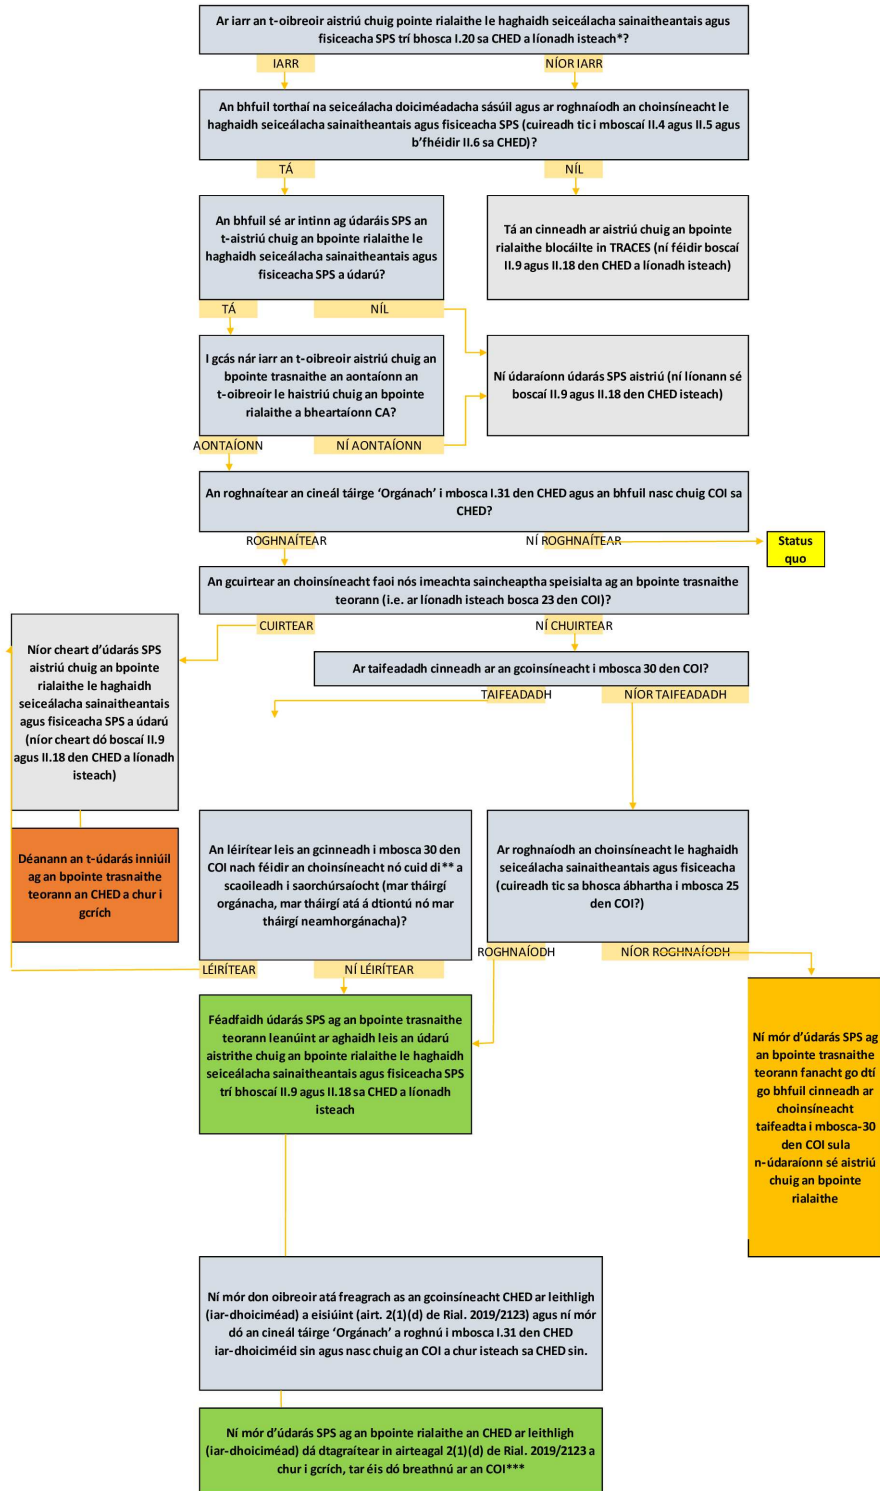 Ar iarr an t-oibreoir aistriú chuig pointe rialaithe le haghaidh seiceálacha sainaitheantais agus
fisiceacha SPS trí bhosca I.20 sa CHED a líonadh isteach*?
IARR
NÍOR IARR
An bhfuil torthaí na seiceálacha doiciméadacha sásúil agus ar roghnaíodh an choinsíneacht le
haghaidh seiceálacha sainaitheantais agus fisiceacha SPS (cuireadh tic i mboscaí II.4 agus II.5 agus
b’fhéidir II.6 sa CHED)?
TÁ
NÍL
An bhfuil sé ar intinn ag údaráis SPS an
t-aistriú chuig an bpointe rialaithe le
haghaidh seiceálacha sainaitheantais agus
fisiceacha SPS a údarú?
Tá an cinneadh ar aistriú chuig an bpointe
rialaithe blocáilte in TRACES (ní féidir boscaí
II.9 agus II.18 den CHED a líonadh isteach)
TÁ
NÍL
I gcás nár iarr an t-oibreoir aistriú chuig an
bpointe trasnaithe an aontaíonn an
t-oibreoir le haistriú chuig an bpointe
rialaithe a bheartaíonn CA?
Ní údaraíonn údarás SPS aistriú (ní líonann sé
boscaí II.9 agus II.18 den CHED isteach)
AONTAÍONN
NÍ AONTAÍONN
An roghnaítear an cineál táirge ‘Orgánach’ i mbosca I.31 den CHED agus an bhfuil nasc chuig COI sa
CHED?
ROGHNAÍTEAR
NÍ ROGHNAÍTEAR
Status
quo
An gcuirtear an choinsíneacht faoi nós imeachta saincheaptha speisialta ag an bpointe trasnaithe
teorann (i.e. ar líonadh isteach bosca 23 den COI)?
CUIRTEAR
NÍ CHUIRTEAR
Níor cheart d’údarás SPS
aistriú chuig an bpointe
rialaithe le haghaidh
seiceálacha sainaitheantais
agus fisiceacha SPS a údarú
(níor cheart dó boscaí II.9
agus II.18 den CHED a líonadh
isteach)
Ar taifeadadh cinneadh ar an gcoinsíneacht i mbosca 30 den COI?
TAIFEADADH
NÍOR TAIFEADADH
Déanann an t-údarás inniúil
ag an bpointe trasnaithe
teorann an CHED a chur i
gcrích
An léirítear leis an gcinneadh i mbosca 30 den
COI nach féidir an choinsíneacht nó cuid di** a
scaoileadh i saorchúrsaíocht (mar tháirgí
orgánacha, mar tháirgí atá á dtiontú nó mar
tháirgí neamhorgánacha)?
Ar roghnaíodh an choinsíneacht le haghaidh
seiceálacha sainaitheantais agus fisiceacha
(cuireadh tic sa bhosca ábhartha i mbosca 25
den COI?)
LÉIRÍTEAR
NÍ LÉIRÍTEAR
ROGHNAÍODH
NÍOR ROGHNAÍODH
Féadfaidh údarás SPS ag an bpointe trasnaithe
teorann leanúint ar aghaidh leis an údarú
aistrithe chuig an bpointe rialaithe le haghaidh
seiceálacha sainaitheantais agus fisiceacha SPS
trí bhoscaí II.9 agus II.18 sa CHED a líonadh
isteach
Ní mór d’údarás SPS ag
an bpointe trasnaithe
teorann fanacht go dtí
go bhfuil cinneadh ar
choinsíneacht
taifeadta i mbosca-30
den COI sula
n-údaraíonn sé aistriú
chuig an bpointe
rialaithe
Ní mór don oibreoir atá freagrach as an gcoinsíneacht CHED ar leithligh
(iar-dhoiciméad) a eisiúint (airt. 2(1)(d) de Rial. 2019/2123) agus ní mór
dó an cineál táirge ‘Orgánach’ a roghnú i mbosca I.31 den CHED
iar-dhoiciméid sin agus nasc chuig an COI a chur isteach sa CHED sin.
Ní mór d’údarás SPS ag an bpointe rialaithe an CHED ar leithligh
(iar-dhoiciméad) dá dtagraítear in airteagal 2(1)(d) de Rial. 2019/2123 a
chur i gcrích, tar éis dó breathnú ar an COI***